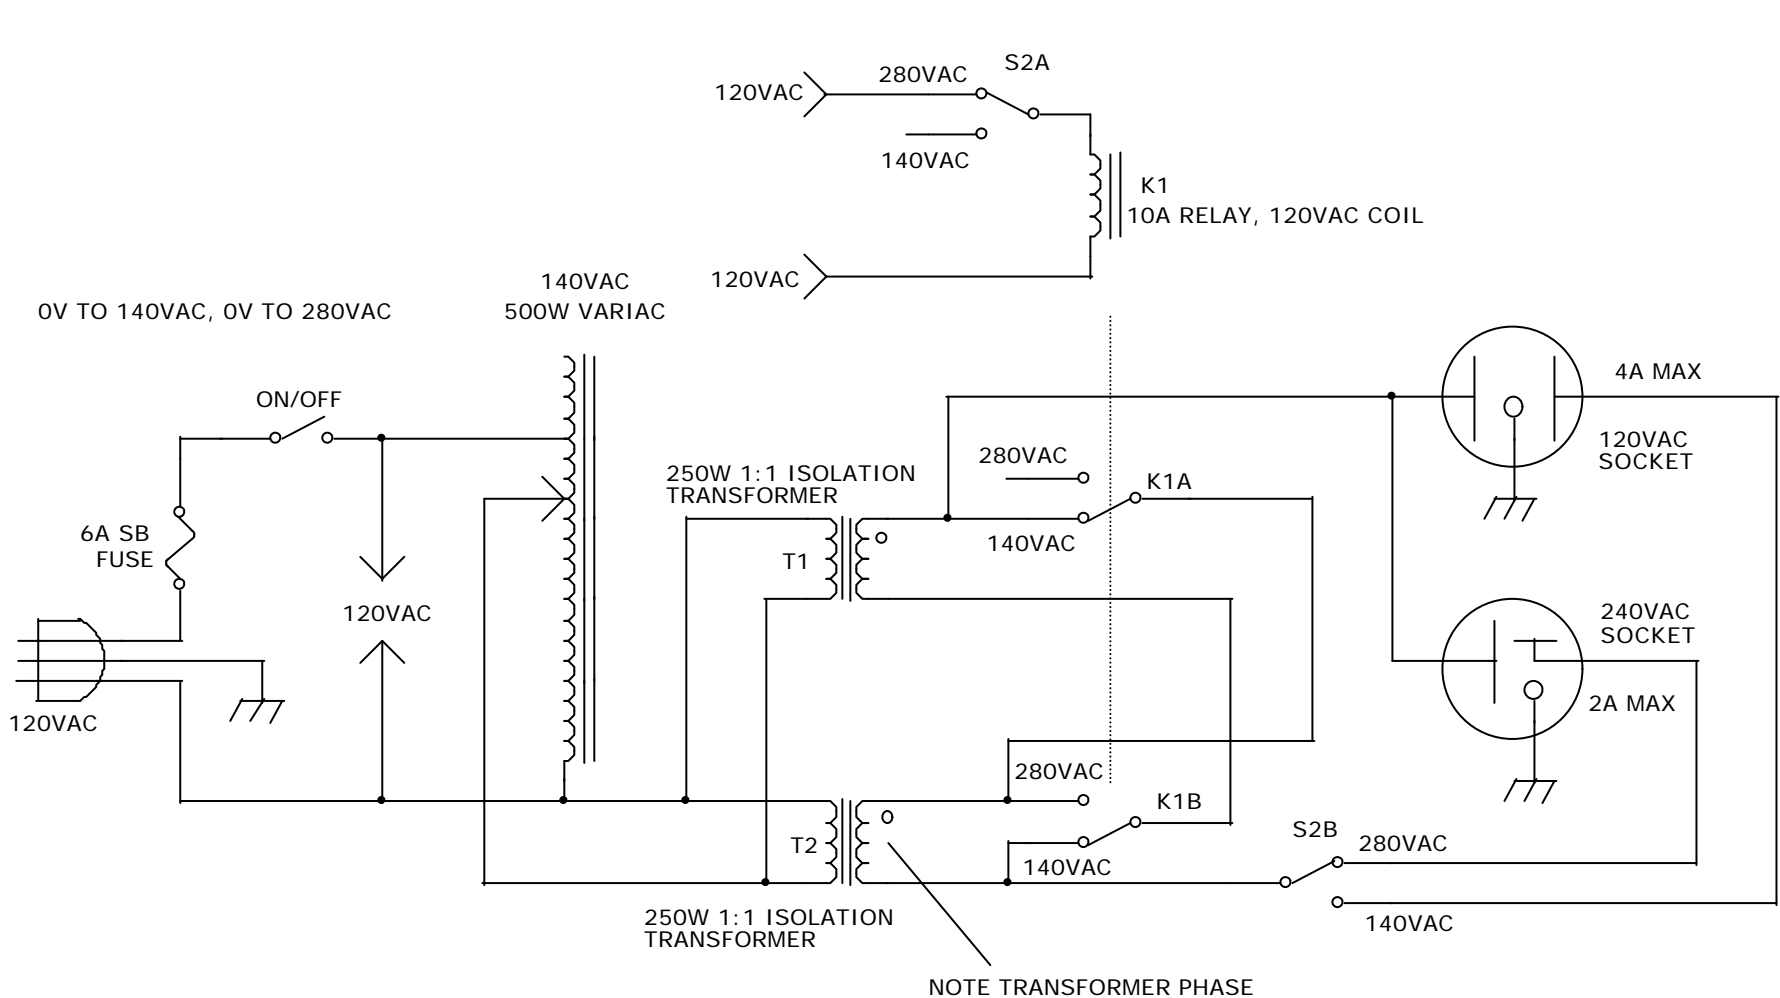 S2A
280VAC
120VAC
140VAC
K1
10A RELAY, 120VAC COIL
120VAC
140VAC
500W VARIAC
0V TO 140VAC, 0V TO 280VAC
4A MAX
ON/OFF
120VAC
SOCKET
280VAC
250W 1:1 ISOLATION
TRANSFORMER
K1A
6A SB
FUSE
140VAC
T1
120VAC
240VAC
SOCKET
2A MAX
120VAC
280VAC
K1B
S2B
280VAC
T2
140VAC
250W 1:1 ISOLATION
TRANSFORMER
140VAC
NOTE TRANSFORMER PHASE